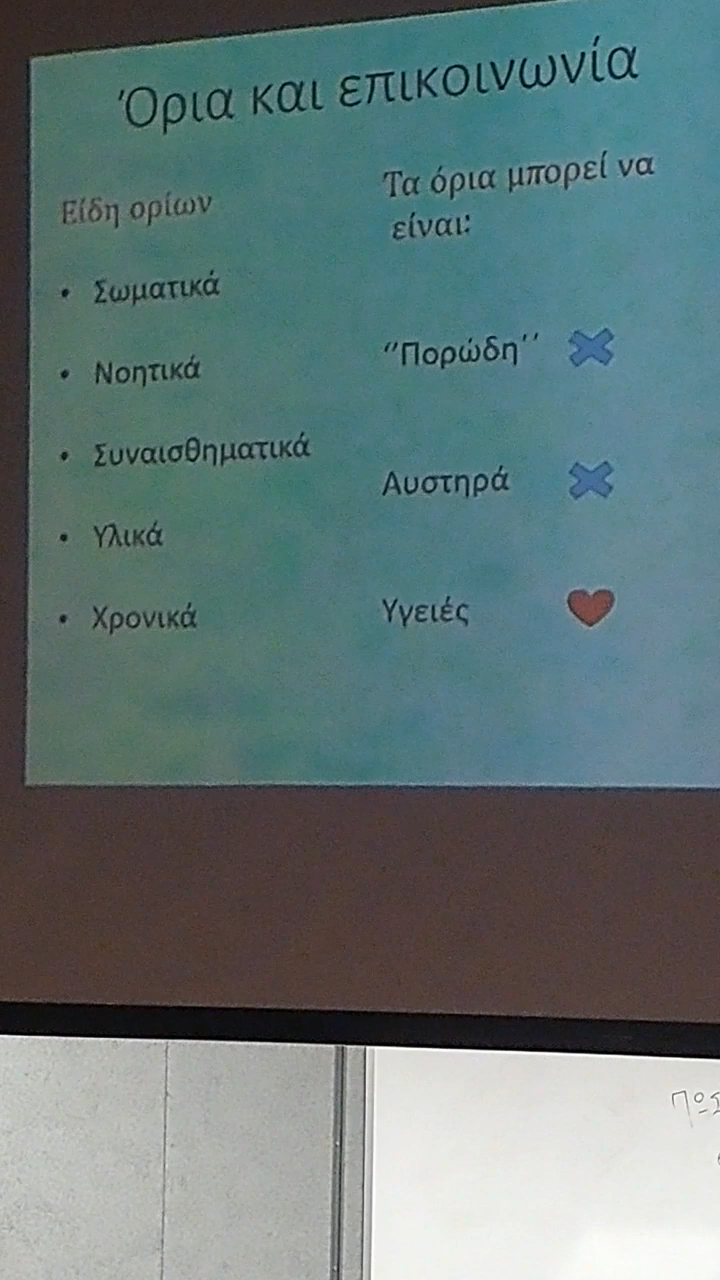 Όρια και επικοινωνία
Είδη ορίων
• Σωματικά
• Νοητικά
• Συναισθηματικά
• Υλικά
• Χρονικά
Τα όρια μπορεί να
είναι:
‘‘Πορώδη’’
Αυστηρά
Υγειές